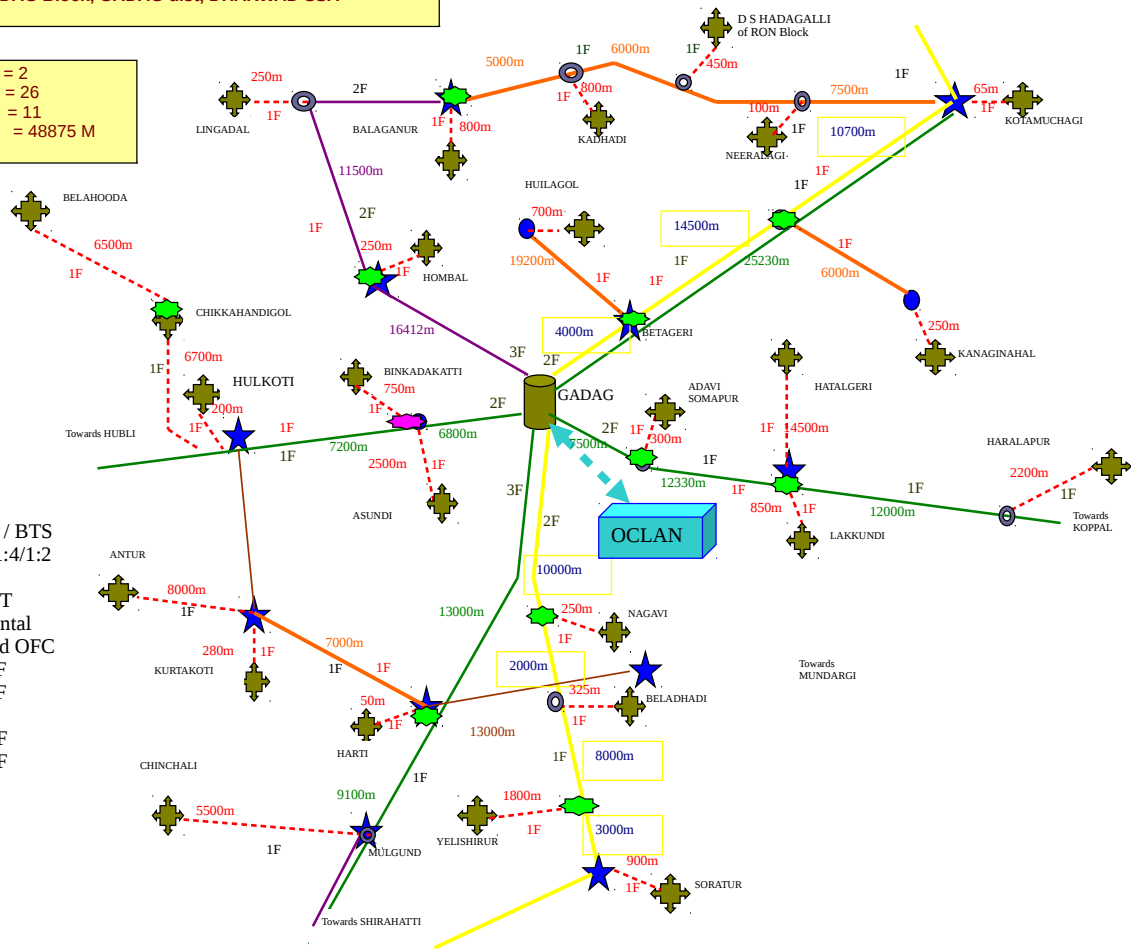 = 2
= 26
= 11
= 48875 M
D S HADAGALLI
of RON Block
250m
1F
LINGADAL
2F
BALAGANUR
1F
800m
5000m
1F
6000m
1F
800m
KADHADI
1F
450m
100m
1F
NEERALAGI
7500m
1F
65m
1F
KOTAMUCHAGI
10700m
1F
1F
11500m
2F
1F
250m
1F
HOMBAL
16412m
HUILAGOL
700m
19200m
1F
1F
14500m
1F
25230m
1F
6000m
250m
KANAGINAHAL
BELAHOODA
6500m
1F
CHIKKAHANDIGOL
1F
6700m
HULKOTI
200m
1F
1F
Towards HUBLI
1F
7200m
BINKADAKATTI
750m
1F
6800m
2F
2500m
1F
ASUNDI
3F
2F
4000m
BETAGERI
GADAG
ADAVI
SOMAPUR
2F
1F
300m
7500m
12330m
1F
HATALGERI
1F
14500m
1F
850m
1F
LAKKUNDI
1F
12000m
HARALAPUR
2200m
1F
Towards
KOPPAL
OCLAN
3F
2F
10000m
13000m
/ BTS
1:4/1:2
ANTUR
8000m
1F
280m
1F
KURTAKOTI
7000m
1F
1F
250m
1F
NAGAVI
2000m
325m
1F
BELADHADI
Towards
MUNDARGI
50m
1F
HARTI
13000m
1F
1F
8000m
CHINCHALI
5500m
1F
9100m
MULGUND
1800m
1F
YELISHIRUR
3000m
900m
1F
SORATUR
Towards SHIRAHATTI